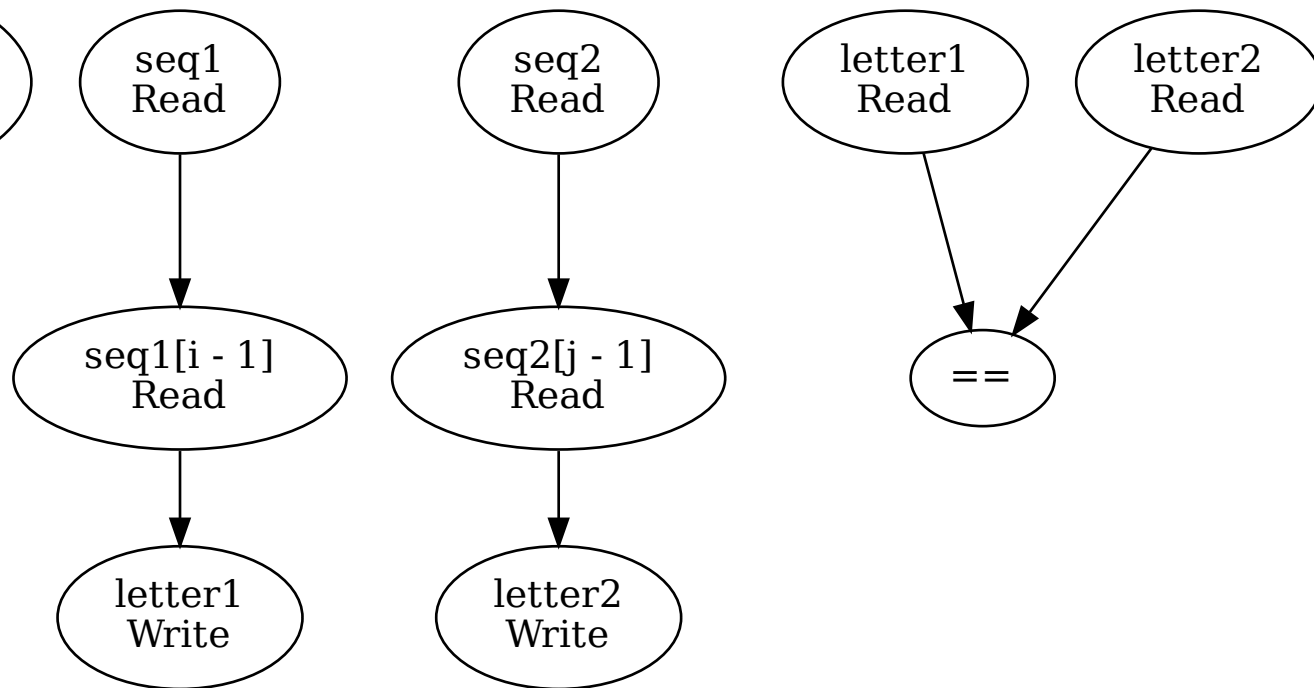 seq1
Read
seq2
Read
letter1
Read
letter2
Read
seq1[i - 1]
Read
seq2[j - 1]
Read
==
letter1
Write
letter2
Write